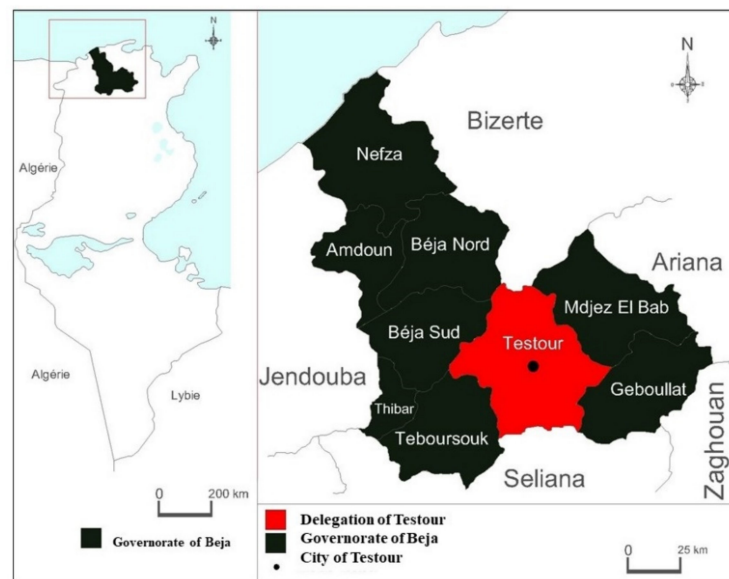 N
Algérie
Algérie
Lybie
0 200 km
Governorate of Beja
N
Bizerte
Nefza
Amdoun
Béja Nord
Ariana
Mdjez El Bab
Béja Sud
Testour
Jendouba
Geboullat
Thibar
Teboursouk
Zaghouan
Seliana
Delegation of Testour
Governorate of Beja
City of Testour
0 25 km